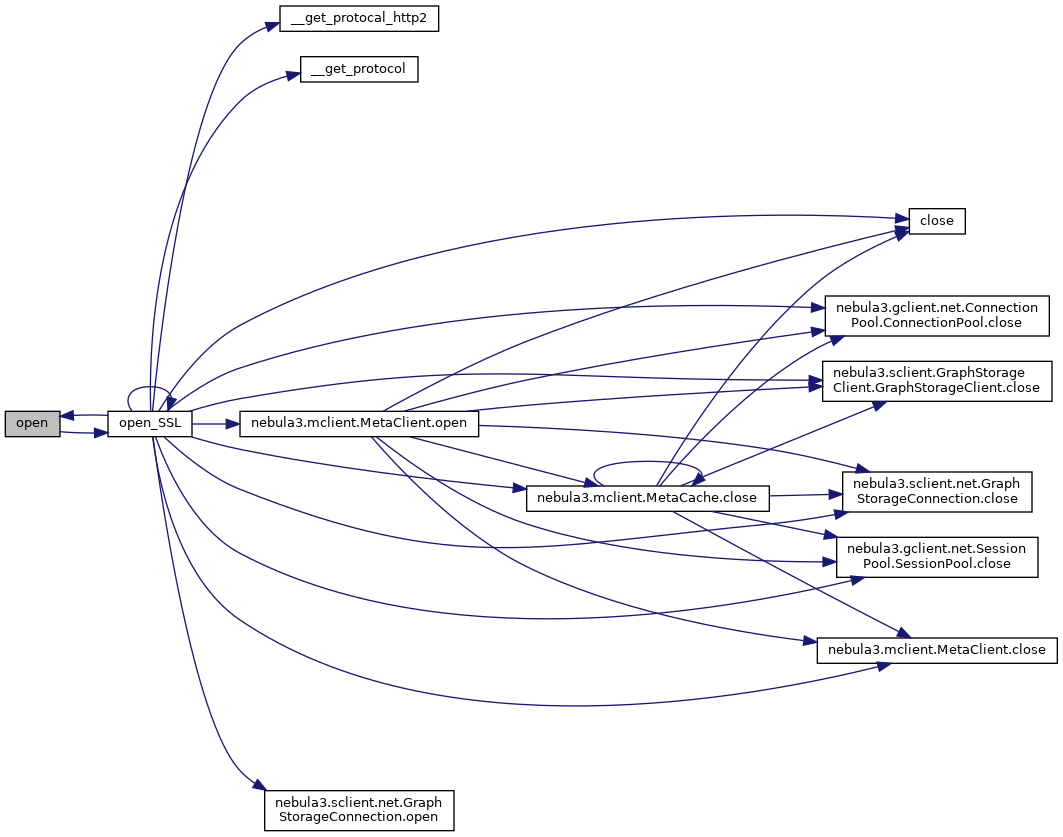 __get_protocal_http2
__get_protocol
close
nebula3.gclient.net.Connection
Pool.ConnectionPool.close
nebula3.sclient.GraphStorage
Client.GraphStorageClient.close
open
open_SSL
nebula3.mclient.MetaClient.open
nebula3.mclient.MetaCache.close
nebula3.sclient.net.Graph
StorageConnection.close
nebula3.gclient.net.Session
Pool.SessionPool.close
nebula3.mclient.MetaClient.close
nebula3.sclient.net.Graph
StorageConnection.open